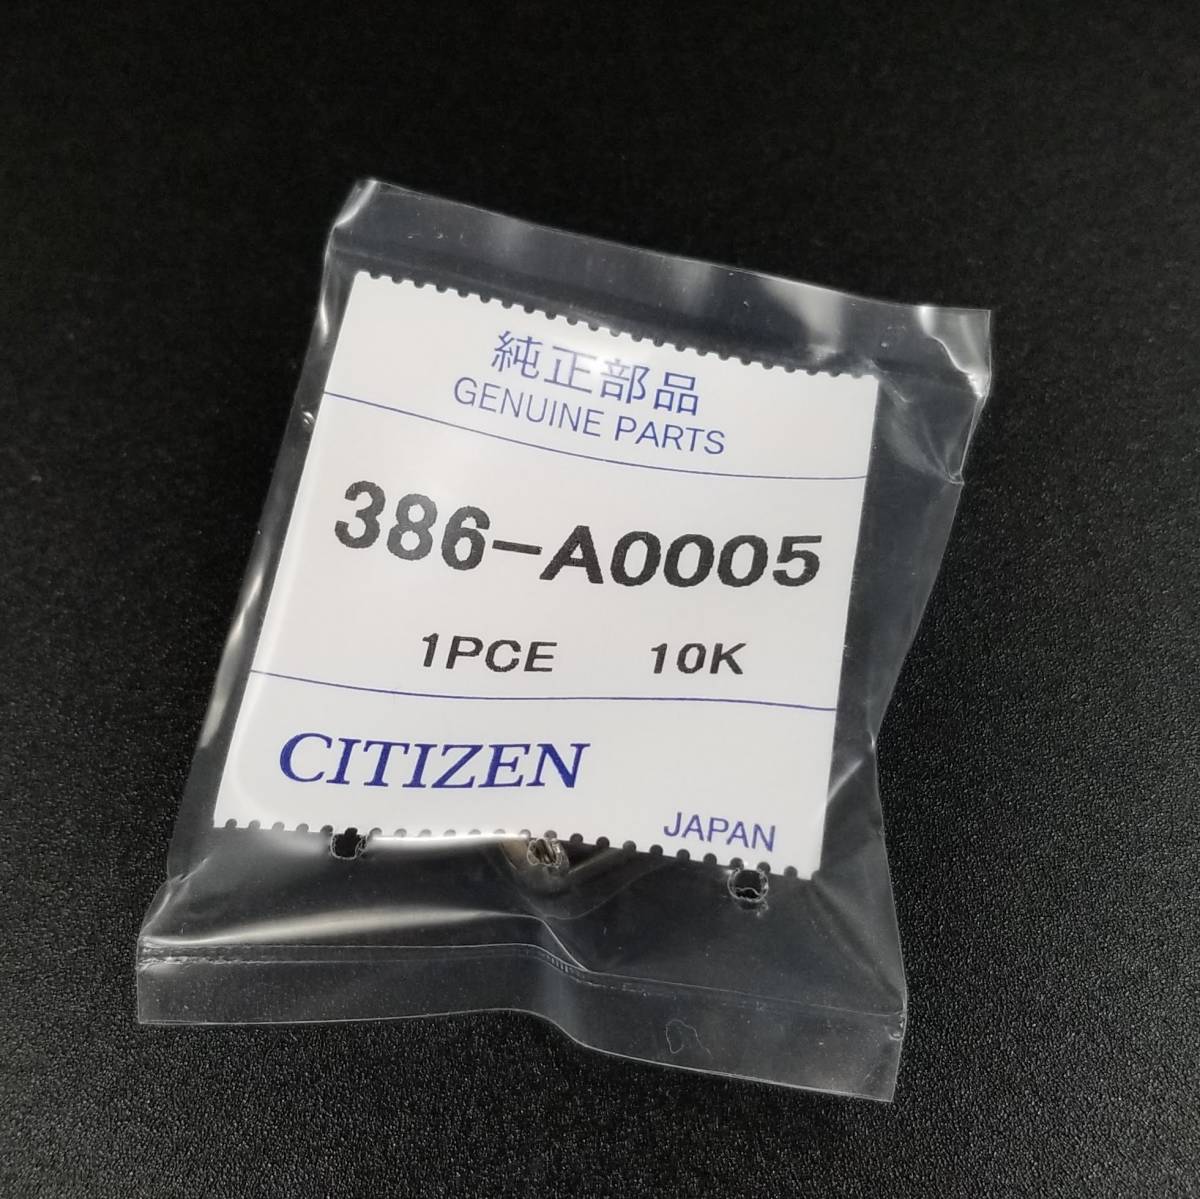 純正部品
GENUINE PARTS
386-A0005
1PCE 10K
CITIZEN
JAPAN